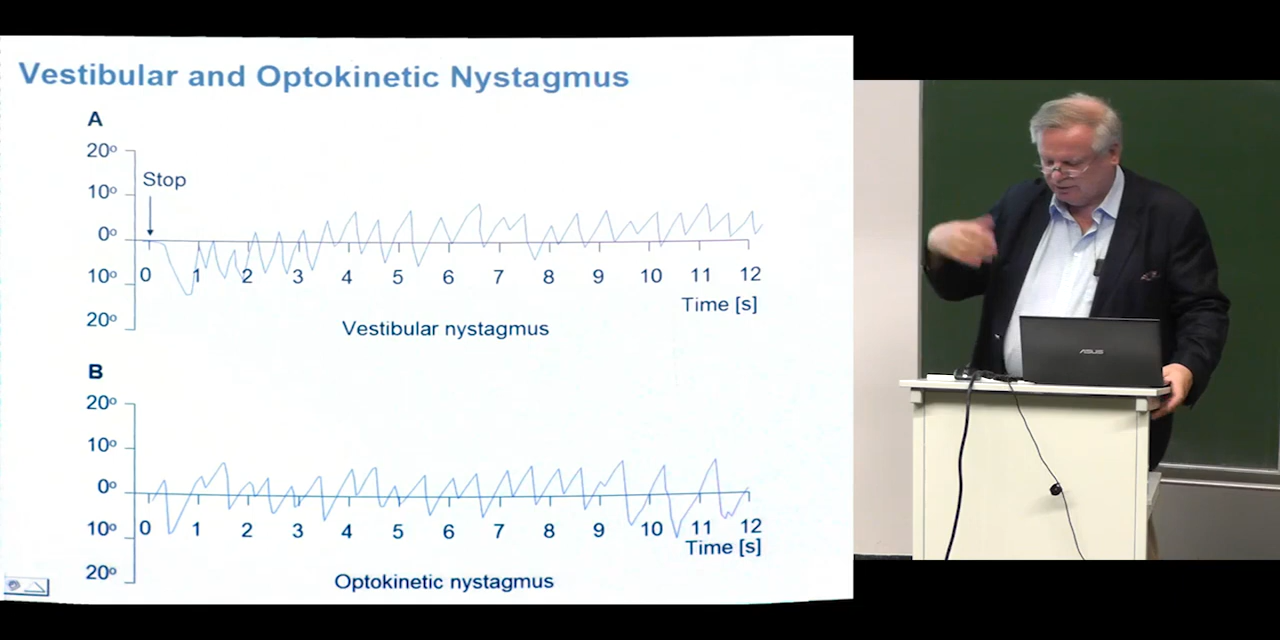 Vestibular and Optokinetic Nystagmus
A
20°
10°
Stop
0°
0 1 2 3 4 5 6 7 8 9 10 11 12
10°
Time [s]
20°
Vestibular nystagmus
B
20°
10°
0°
0 1 2 3 4 5 6 7 8 9 10 11 12
10°
Time [s]
20°
Optokinetic nystagmus
ASUS